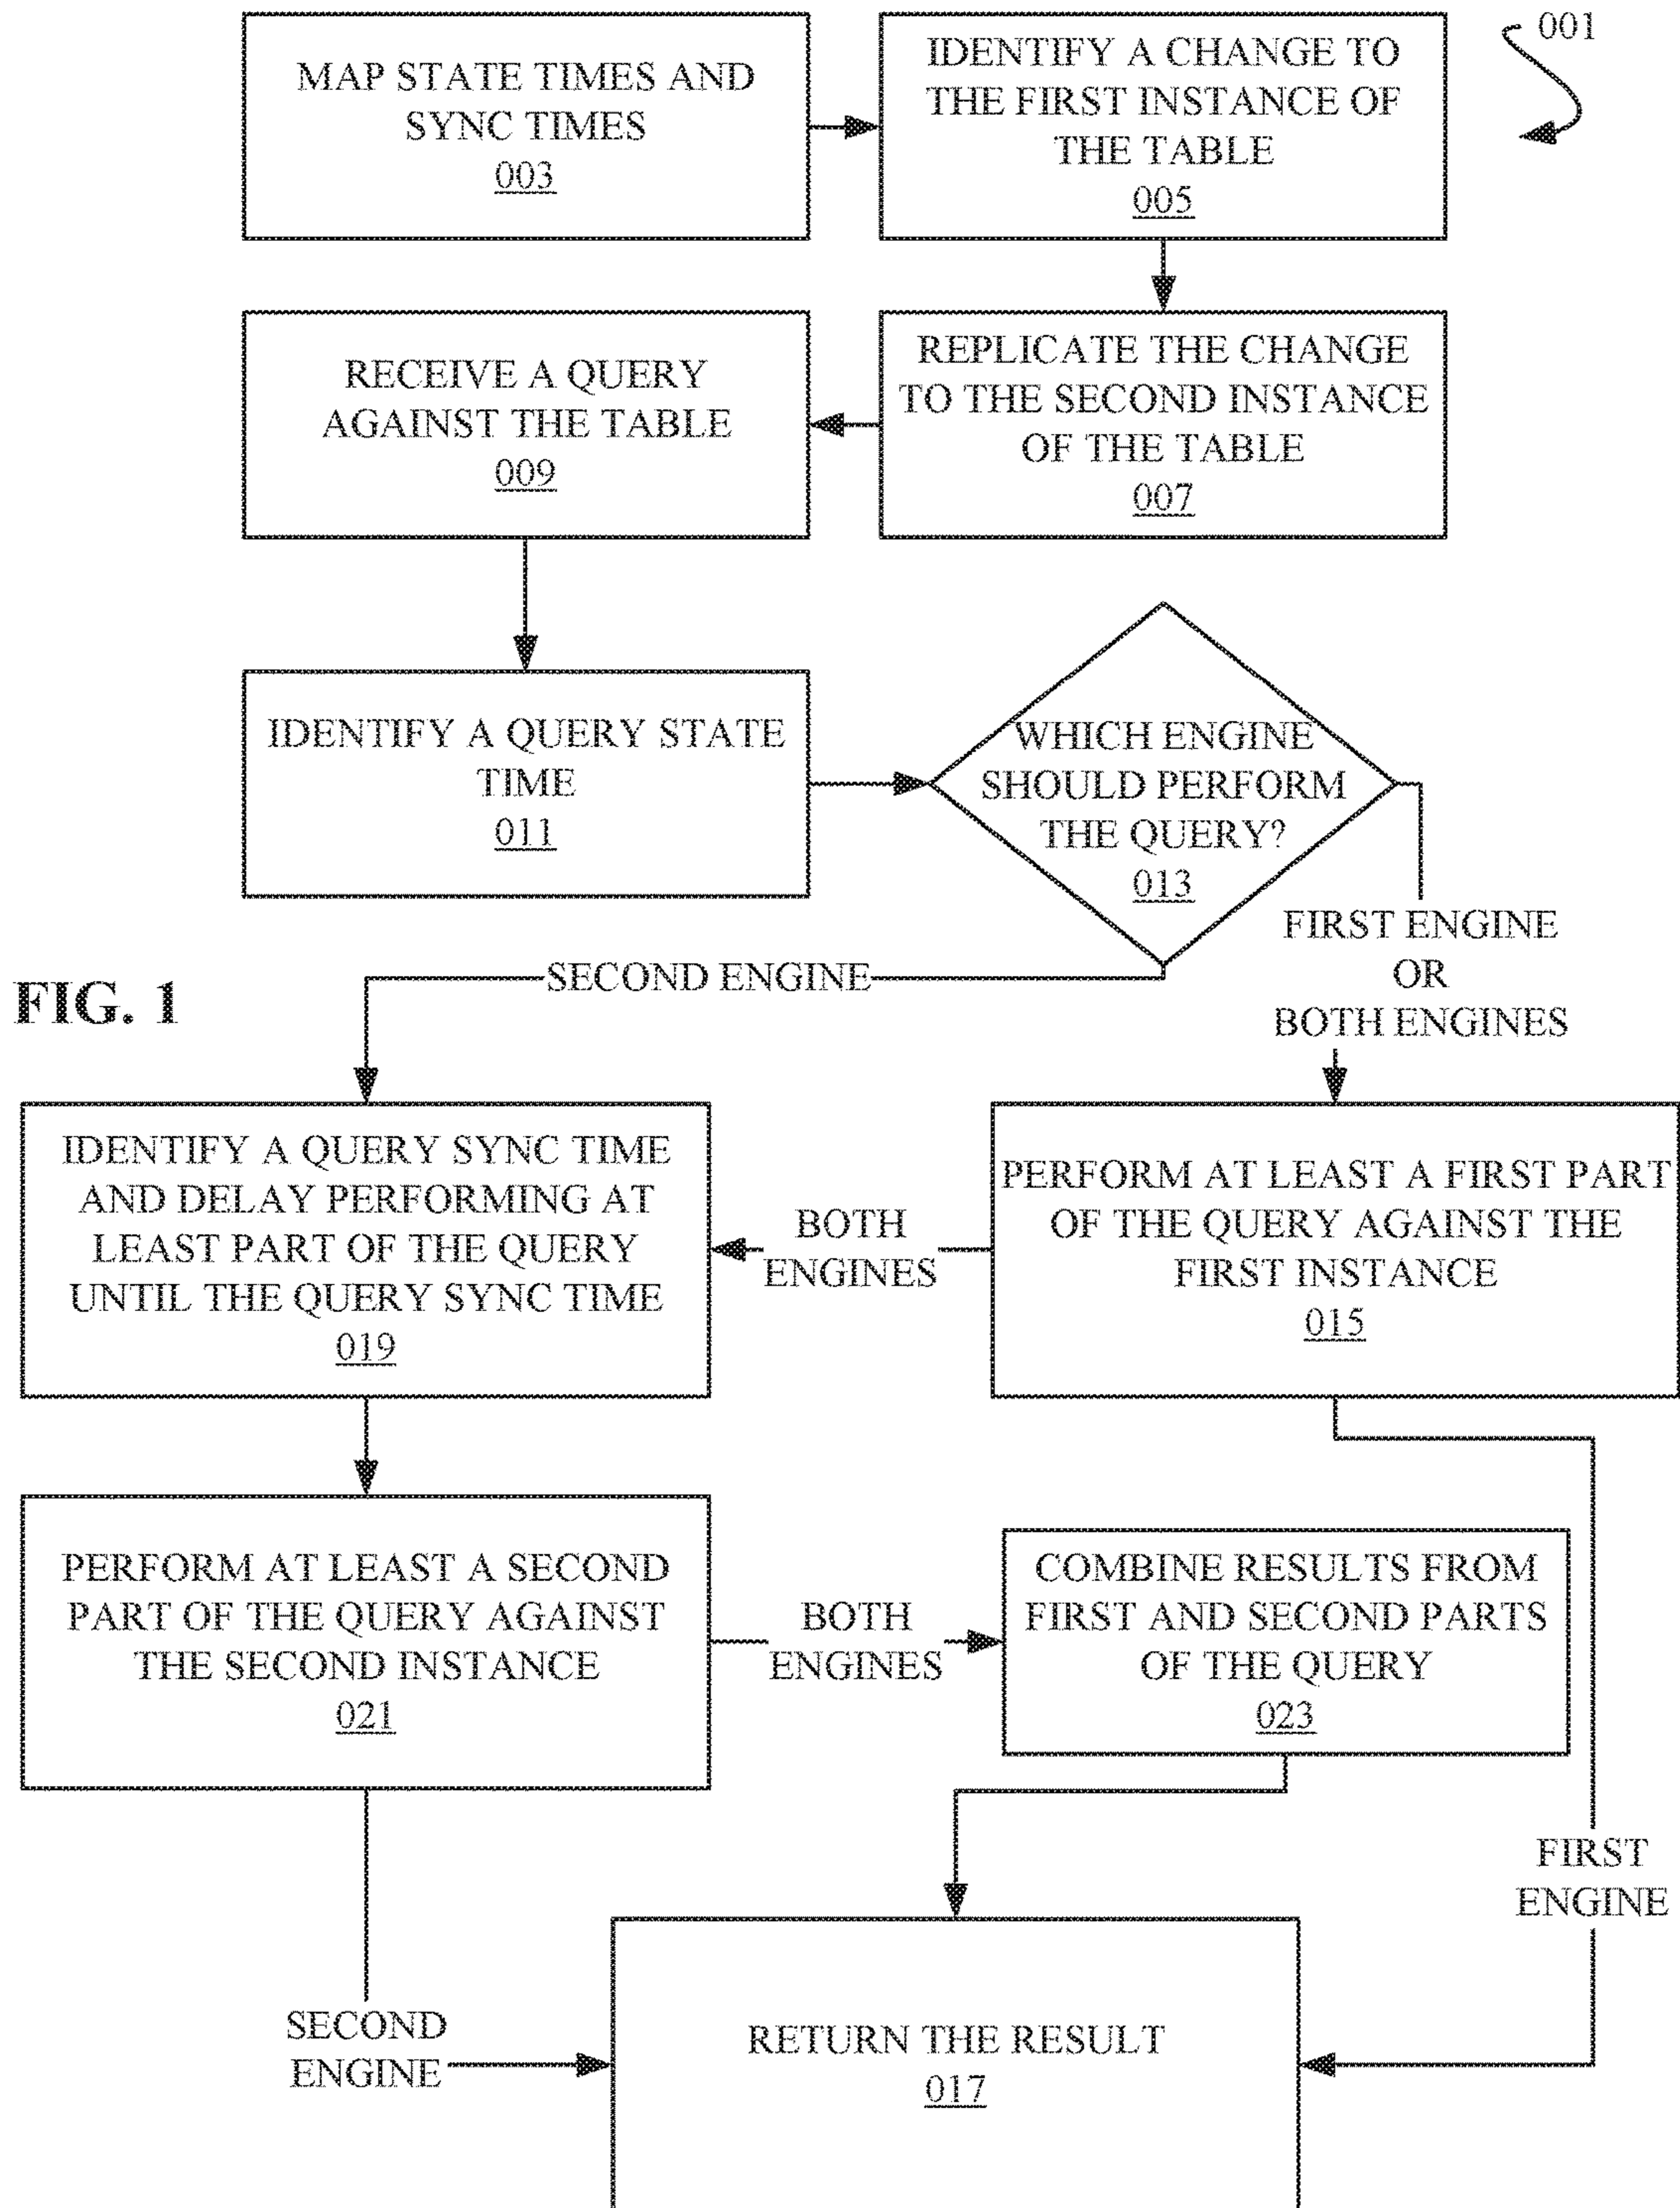 MAP STATE TIMES AND
SYNC TIMES
003
IDENTIFY A CHANGE TO
THE FIRST INSTANCE OF
THE TABLE
005
001
RECEIVE A QUERY
AGAINST THE TABLE
009
REPLICATE THE CHANGE
TO THE SECOND INSTANCE
OF THE TABLE
007
IDENTIFY A QUERY STATE
TIME
011
WHICH ENGINE
SHOULD PERFORM
THE QUERY?
013
FIRST ENGINE
OR
BOTH ENGINES
SECOND ENGINE
FIG. 1
IDENTIFY A QUERY SYNC TIME
AND DELAY PERFORMING AT
LEAST PART OF THE QUERY
UNTIL THE QUERY SYNC TIME
019
BOTH
ENGINES
PERFORM AT LEAST A FIRST PART
OF THE QUERY AGAINST THE
FIRST INSTANCE
015
PERFORM AT LEAST A SECOND
PART OF THE QUERY AGAINST
THE SECOND INSTANCE
021
BOTH
ENGINES
COMBINE RESULTS FROM
FIRST AND SECOND PARTS
OF THE QUERY
023
FIRST
ENGINE
SECOND
ENGINE
RETURN THE RESULT
017